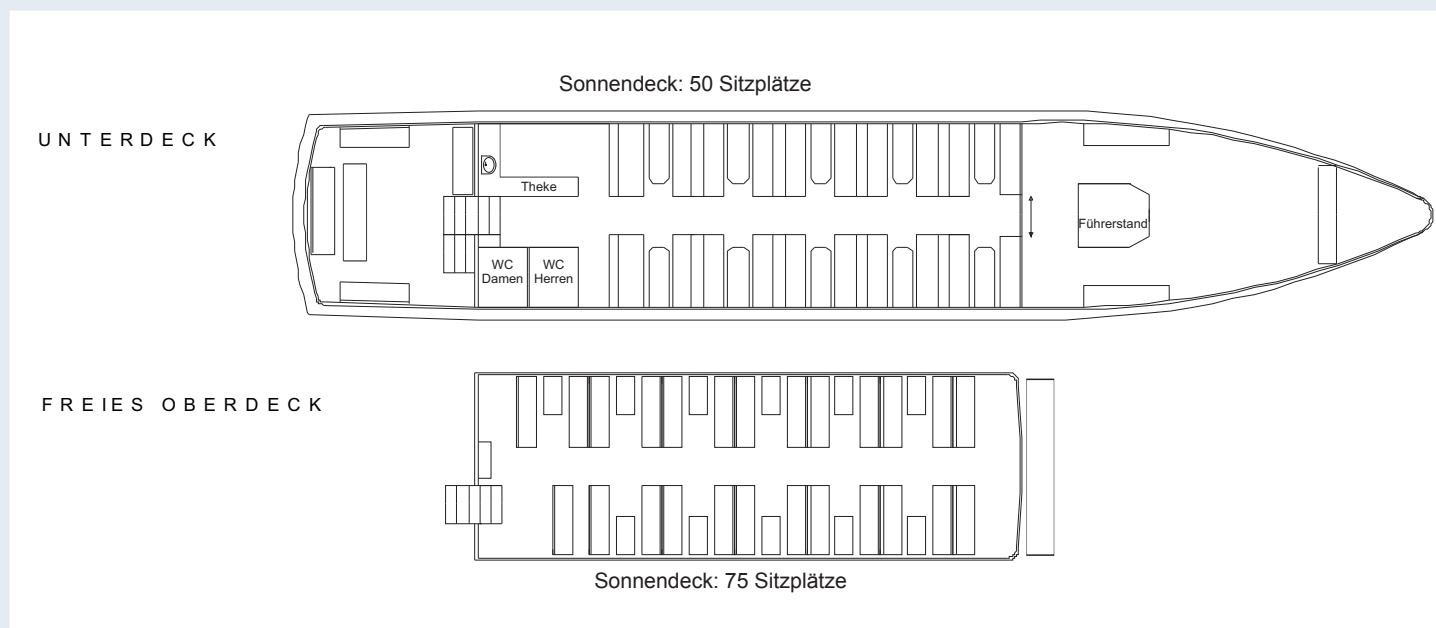 Sonnendeck: 50 Sitzplätze
UNTERDECK
Theke
Führerstand
WC
Damen
WC
Herren
FREIES OBERDECK
Sonnendeck: 75 Sitzplätze